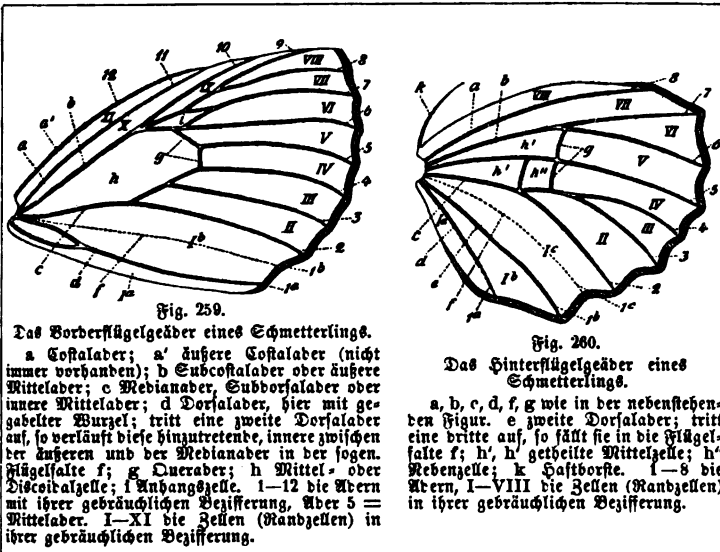 Fig. 259.
Das Vorderflügelgeäder eines Schmetterlings.
a Costalader; a' äußere Costalader (nicht
immer vorhanden); b Subcostalader oder äußere
Mittelader; c Medianader, Subdorsalader oder
innere Mittelader; d Dorsalader, hier mit ge-
gabelter Wurzel; tritt eine zweite Dorsalader
auf, so verläuft diese hinzutretende, innere zwischen
der äußeren und der Medianader in der sogen.
Flügelfalte f; g Querader; h Mittel- oder
Discoidalzelle; i Anhangszelle. 1—12 die Adern
mit ihrer gebräuchlichen Bezifferung, Ader 5 =
Mittelader. I—XI die Zellen (Randzellen) in
ihrer gebräuchlichen Bezifferung.
Fig. 260.
Das Hinterflügelgeäder eines
Schmetterlings.
a, b, c, d, f, g wie in der nebenstehen-
den Figur. e zweite Dorsalader; tritt
eine dritte auf, so fällt sie in die Flügel-
falte f; h', h' getheilte Mittelzelle; h''
Nebenzelle; k Haftborste. 1—8 die
Adern, I—VIII die Zellen (Randzellen)
in ihrer gebräuchlichen Bezifferung.